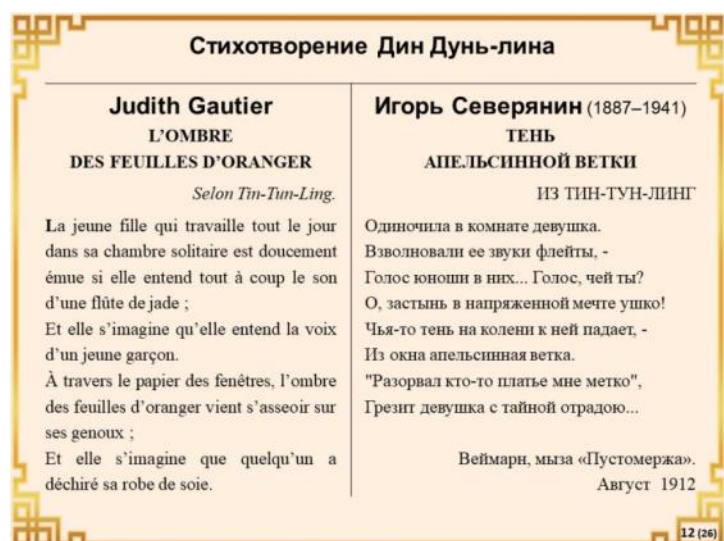 Стихотворение Дин Дунь-лина
Judith Gautier
L'OMBRE
DES FEUILLES D'ORANGER
Selon Tin-Tun-Ling.
La jeune fille qui travaille tout le jour
dans sa chambre solitaire est doucement
émue si elle entend tout à coup le son
d'une flûte de jade ;
Et elle s'imagine qu'elle entend la voix
d'un jeune garçon.
À travers le papier des fenêtres, l'ombre
des feuilles d'oranger vient s'asseoir sur
ses genoux ;
Et elle s'imagine que quelqu'un a
déchiré sa robe de soie.
Игорь Северянин (1887–1941)
ТЕНЬ
АПЕЛЬСИННОЙ ВЕТКИ
ИЗ ТИН-ТУН-ЛИНГ
Одиночила в комнате девушка.
Взволновали ее звуки флейты, -
Голос юноши в них... Голос, чей ты?
О, застынь в напряженной мечте ушко!
Чья-то тень на колени к ней падает, -
Из окна апельсинная ветка.
"Разорвал кто-то платье мне метко",
Грезит девушка с тайной отрадою...
Веймарн, мыза «Пустомержа».
Август 1912
12 (26)